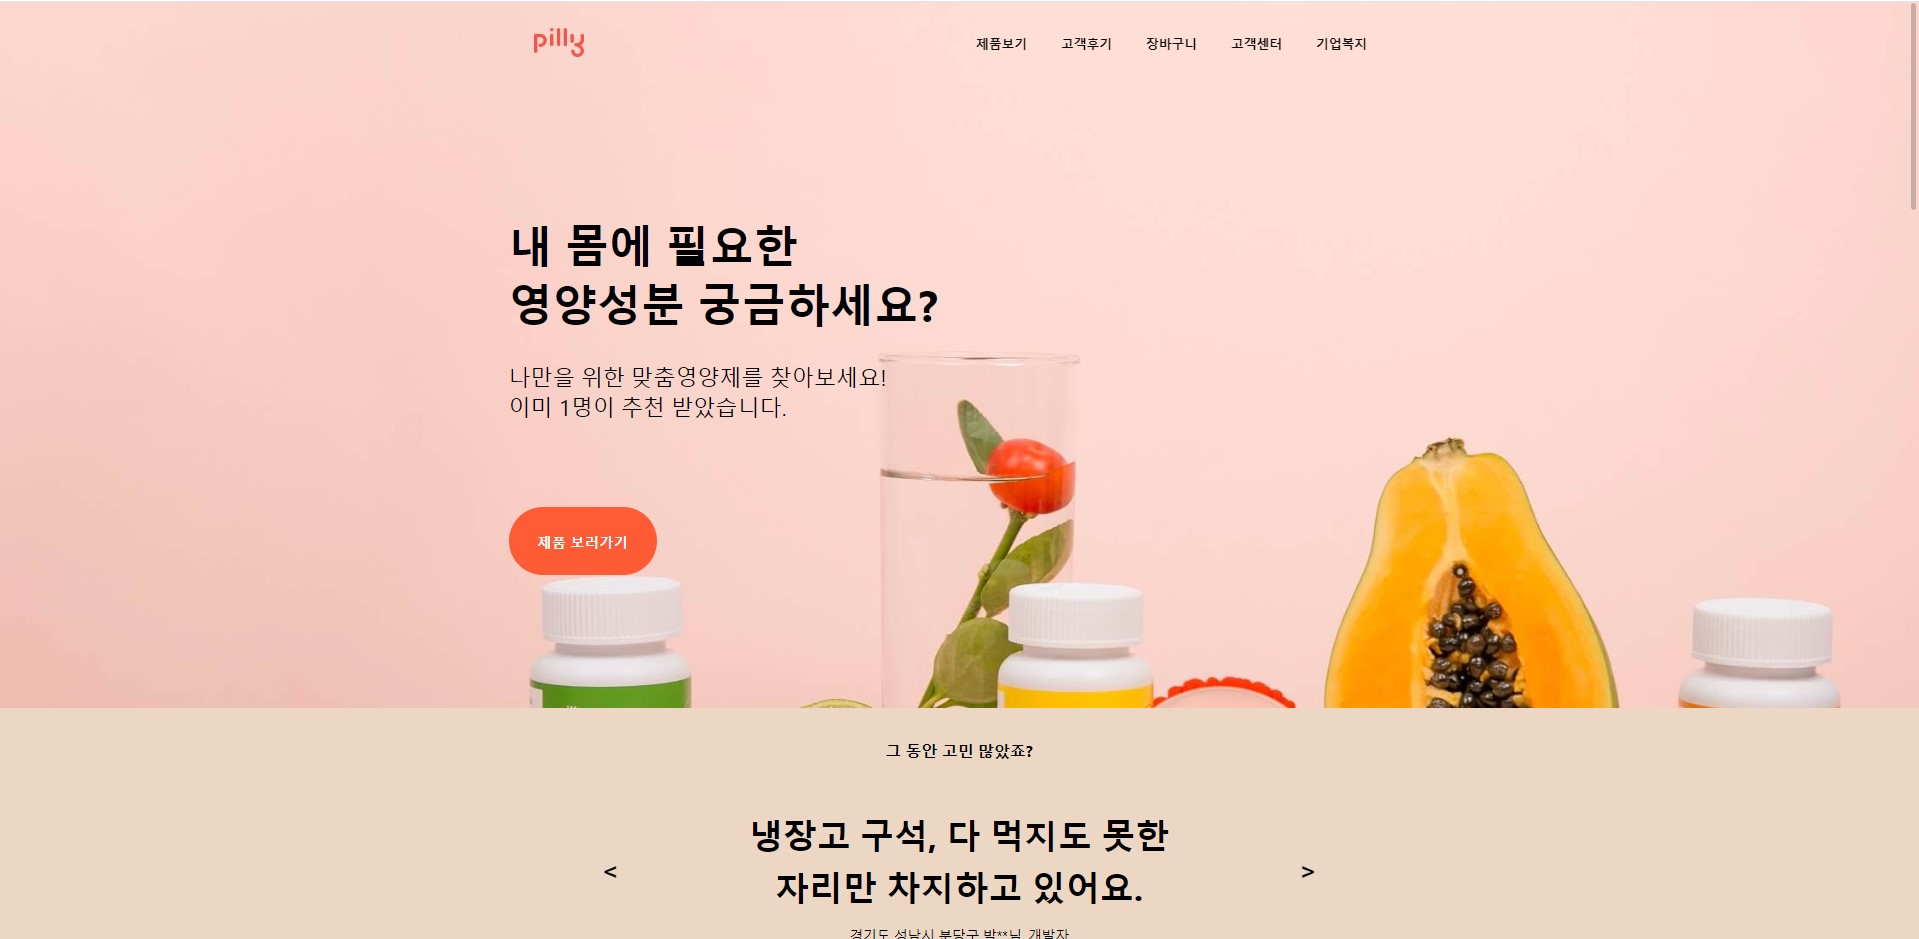 pilly
제품보기 고객후기 장바구니 고객센터 기업복지
내 몸에 필요한
영양성분 궁금하세요?
나만을 위한 맞춤영양제를 찾아보세요!
이미 1명이 추천 받았습니다.
제품 보러가기
그 동안 고민 많았죠?
냉장고 구석, 다 먹지도 못한
<
자리만 차지하고 있어요.
>
경기도 성남시 분당구 박**님, 개발자